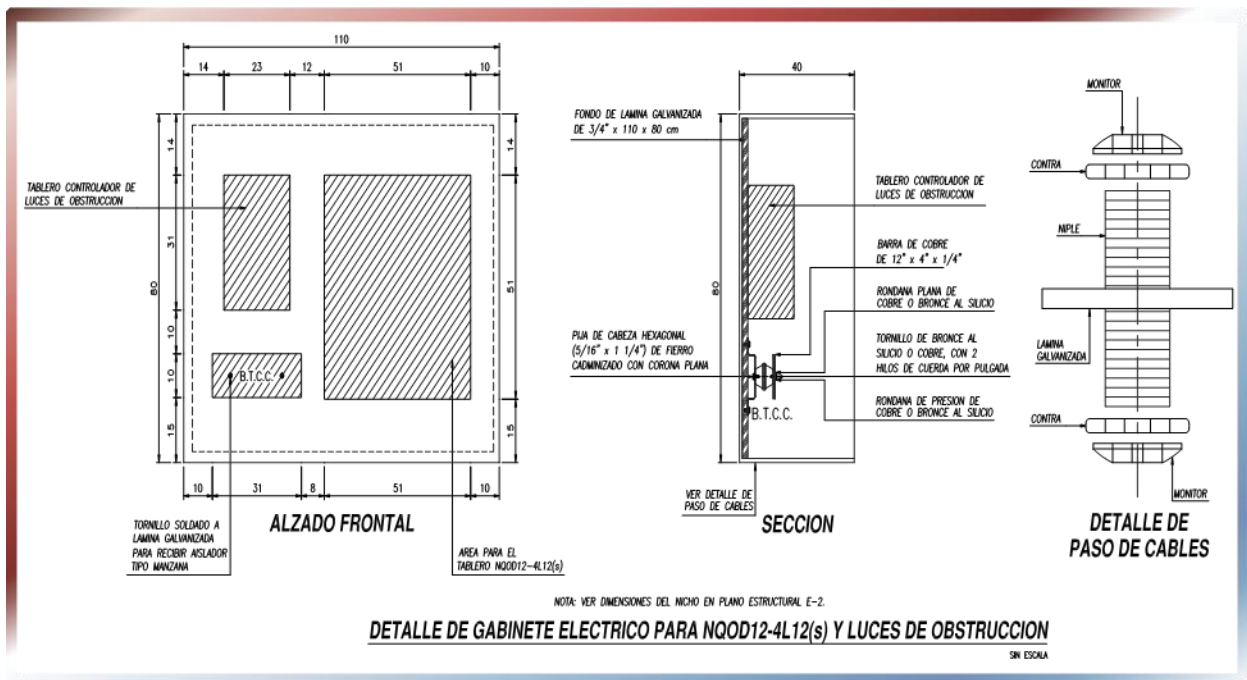 110
14
23
12
51
10
40
MONITOR
FONDO DE LAMINA GALVANIZADA
DE 3/4" x 110 x 80 cm
14
14
CONTRA
TABLERO CONTROLADOR DE
LUCES DE OBSTRUCCION
TABLERO CONTROLADOR DE
LUCES DE OBSTRUCCION
NIPLE
31
80
51
80
BARRA DE COBRE
DE 12" x 4" x 1/4"
RONDANA PLANA DE
COBRE O BRONCE AL SILICIO
10
PIJA DE CABEZA HEXAGONAL
(5/16" x 1 1/4") DE FIERRO
CADMINIZADO CON CORONA PLANA
TORNILLO DE BRONCE AL
SILICIO O COBRE, CON 2
HILOS DE CUERDA POR PULGADA
LAMINA
GALVANIZADA
10
B.T.C.C.
B.T.C.C.
RONDANA DE PRESION DE
COBRE O BRONCE AL SILICIO
15
15
CONTRA
10
31
8
51
10
VER DETALLE DE
PASO DE CABLES
MONITOR
ALZADO FRONTAL
SECCION
DETALLE DE
PASO DE CABLES
TORNILLO SOLDADO A
LAMINA GALVANIZADA
PARA RECIBIR AISLADOR
TIPO MANZANA
AREA PARA EL
TABLERO NQOD12-4L12(s)
NOTA: VER DIMENSIONES DEL NICHO EN PLANO ESTRUCTURAL E-2.
DETALLE DE GABINETE ELECTRICO PARA NQOD12-4L12(s) Y LUCES DE OBSTRUCCION
SIN ESCALA